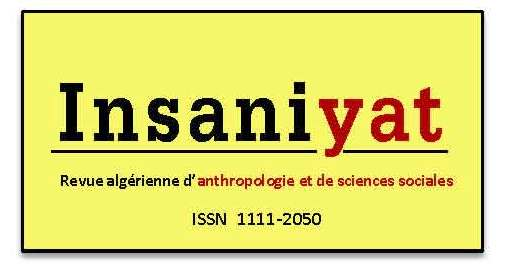 Insaniyat
Revue algérienne d'anthropologie et de sciences sociales
ISSN 1111-2050